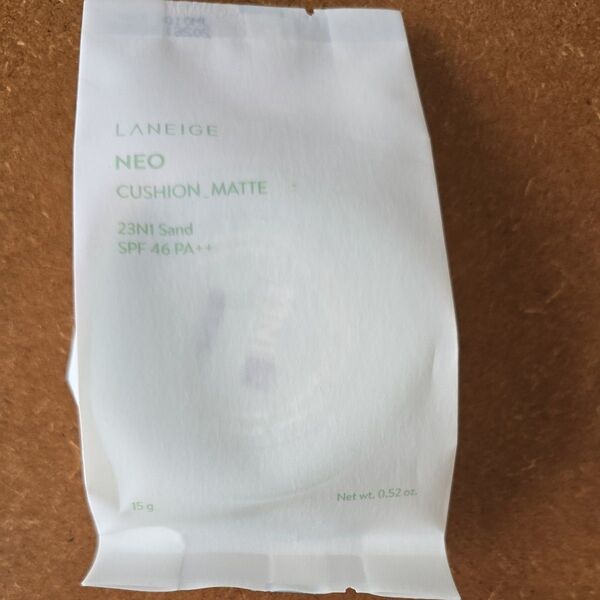 LANEIGE
NEO
CUSHION_MATTE
23N1 Sand
SPF 46 PA++
15 g
Net wt. 0.52 oz.